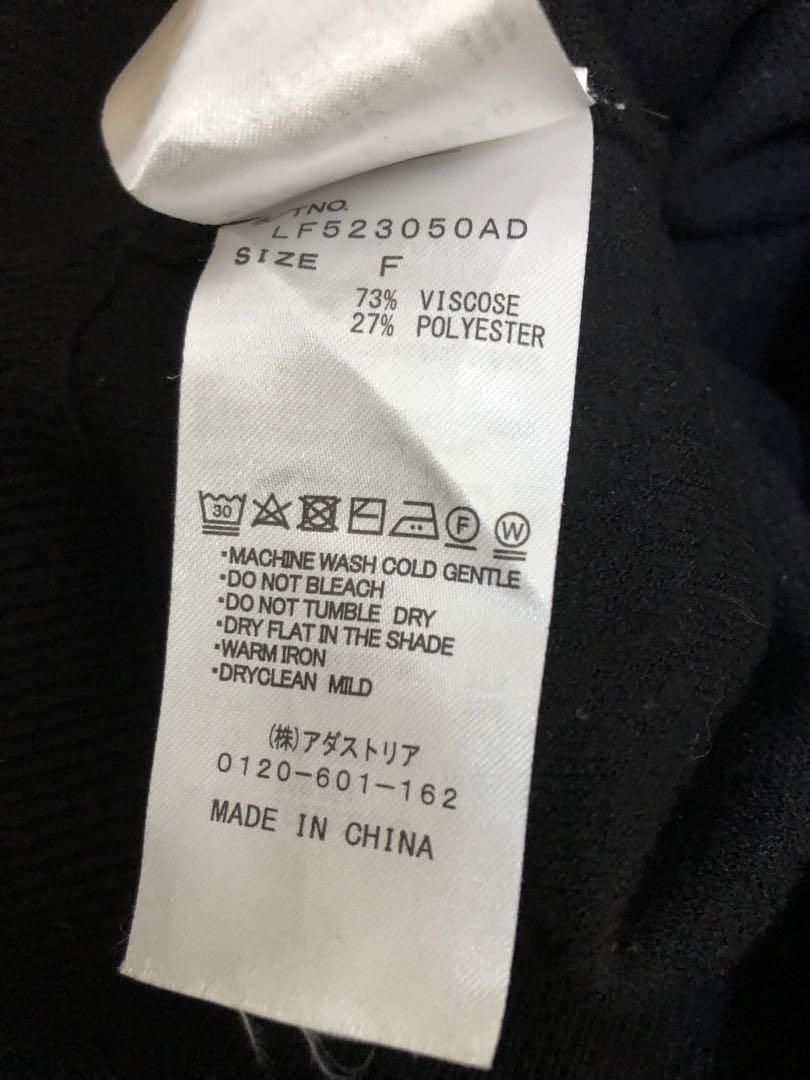 TNO.
LF523050AD
SIZE F
73% VISCOSE
27% POLYESTER
30 F W
·MACHINE WASH COLD GENTLE
·DO NOT BLEACH
·DO NOT TUMBLE DRY
·DRY FLAT IN THE SHADE
·WARM IRON
·DRYCLEAN MILD
(株)アダストリア
0120-601-162
MADE IN CHINA